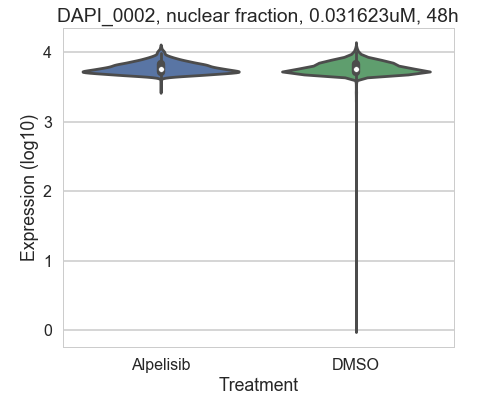 DAPI_0002, nuclear fraction, 0.031623uM, 48h
4
3
2
1
0
Expression (log10)
Alpelisib DMSO
Treatment